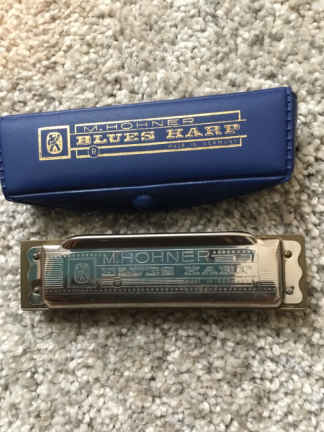 M. HOHNER
BLUES HARP®
B
MADE IN GERMANY
M. HOHNER
BLUES HARP